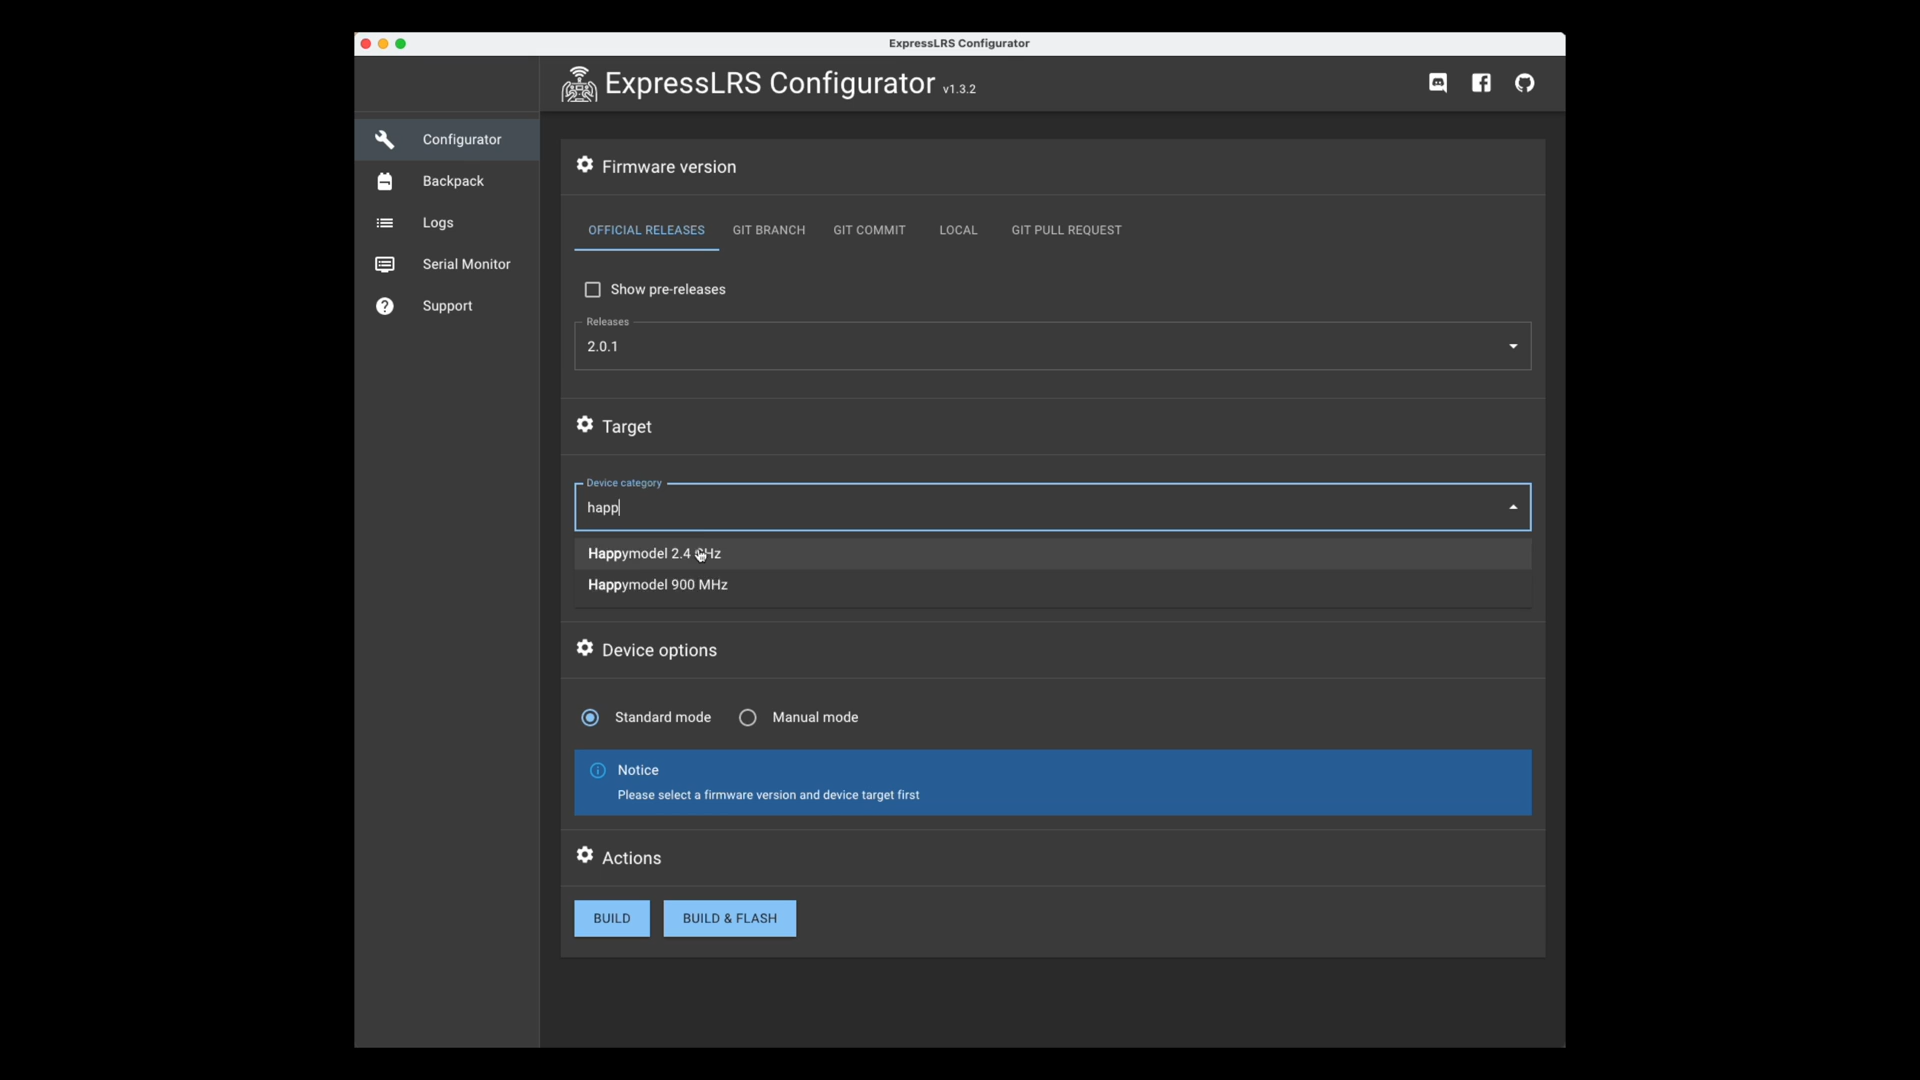 ExpressLRS Configurator
ExpressLRS Configurator v1.3.2
Configurator
Backpack
Logs
Serial Monitor
Support
Firmware version
OFFICIAL RELEASES GIT BRANCH GIT COMMIT LOCAL GIT PULL REQUEST
Show pre-releases
Releases
2.0.1
Target
Device category
happ
Happymodel 2.4 GHz
Happymodel 900 MHz
Device options
Standard mode Manual mode
Notice
Please select a firmware version and device target first
Actions
BUILD BUILD & FLASH